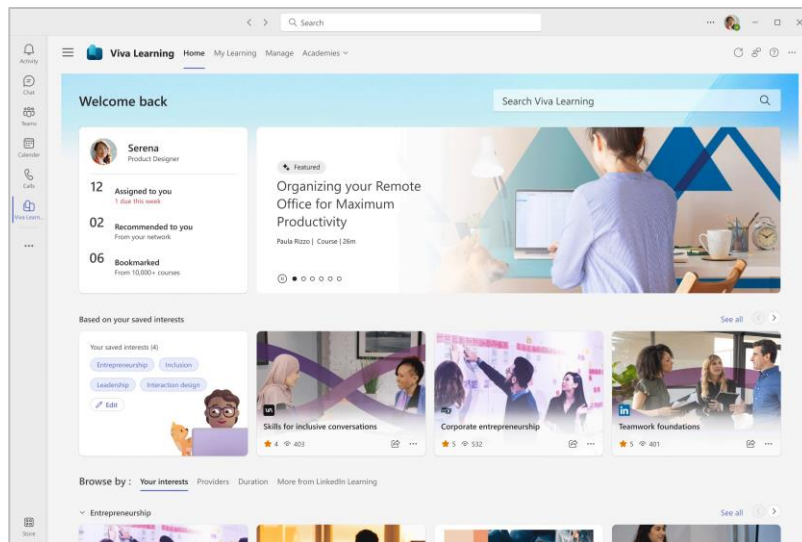 Search
Activity
Chat
Teams
Calendar
Calls
Viva Learn...
Store
Viva Learning Home My Learning Manage Academies
Welcome back
Search Viva Learning
Serena
Product Designer
12 Assigned to you
1 due this week
02 Recommended to you
From your network
06 Bookmarked
From 10,000+ courses
Featured
Organizing your Remote
Office for Maximum
Productivity
Paula Rizzo | Course | 26m
Based on your saved interests
See all
Your saved interests (4)
Entrepreneurship Inclusion
Leadership Interaction design
Edit
Skills for inclusive conversations
4 403
Corporate entrepreneurship
5 532
in
Teamwork foundations
5 401
Browse by : Your interests Providers Duration More from LinkedIn Learning
Entrepreneurship
See all